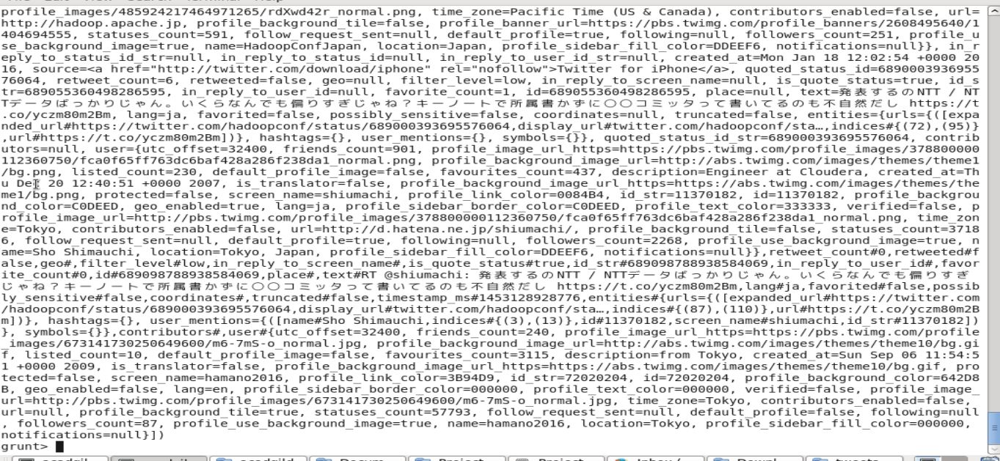 profile_images/485924217464971265/rdXwd42r_normal.png, time_zone=Pacific Time (US & Canada), contributors_enabled=false, url=
http://hadoop.apache.jp, profile_background_tile=false, profile_banner_url=https://pbs.twimg.com/profile_banners/2608495640/1
404694555, statuses_count=591, follow_request_sent=null, default_profile=true, following=null, followers_count=251, profile_u
se_background_image=true, name=HadoopConfJapan, location=Japan, profile_sidebar_fill_color=DDEEF6, notifications=null}}, in_r
eply_to_status_id_str=null, in_reply_to_status_id=null, in_reply_to_user_id_str=null, created_at=Mon Jan 18 12:02:54 +0000 20
16, source=<a href="http://twitter.com/download/iphone" rel="nofollow">Twitter for iPhone</a>, quoted_status_id=6890003936955
76064, retweet_count=6, retweeted=false, geo=null, filter_level=low, in_reply_to_screen_name=null, is_quote_status=true, id_s
tr=689055360498286595, in_reply_to_user_id=null, favorite_count=1, id=689055360498286595, place=null, text=発表するのNTT / NT
Tデータばっかりじゃん。いくらなんでも偏りすぎじゃね？キーノートで所属書かずに○○コミッタって書いてるのも不自然だし https://t
.co/yczm80m2Bm, lang=ja, favorited=false, possibly_sensitive=false, coordinates=null, truncated=false, entities={urls={([expa
nded_url#https://twitter.com/hadoopconf/status/689000393695576064,display_url#twitter.com/hadoopconf/sta…,indices#{(72),(95)}
,url#https://t.co/yczm80m2Bm])}, hashtags={}, user_mentions={}, symbols={}}, quoted_status_id_str=689000393695576064, contrib
utors=null, user={utc_offset=32400, friends_count=901, profile_image_url_https=https://pbs.twimg.com/profile_images/378800000
112360750/fca0f65ff763dc6baf428a286f238da1_normal.png, profile_background_image_url=http://abs.twimg.com/images/themes/theme1
/bg.png, listed_count=230, default_profile_image=false, favourites_count=437, description=Engineer at Cloudera, created_at=Th
u Dec 20 12:40:51 +0000 2007, is_translator=false, profile_background_image_url_https=https://abs.twimg.com/images/themes/the
me1/bg.png, protected=false, screen_name=shiumachi, profile_link_color=0084B4, id_str=11370182, id=11370182, profile_backgrou
nd_color=C0DEED, geo_enabled=true, lang=ja, profile_sidebar_border_color=C0DEED, profile_text_color=333333, verified=false, p
rofile_image_url=http://pbs.twimg.com/profile_images/378800000112360750/fca0f65ff763dc6baf428a286f238da1_normal.png, time_zon
e=Tokyo, contributors_enabled=false, url=http://d.hatena.ne.jp/shiumachi/, profile_background_tile=false, statuses_count=3718
6, follow_request_sent=null, default_profile=true, following=null, followers_count=2268, profile_use_background_image=true, n
ame=Sho Shimauchi, location=Tokyo, Japan, profile_sidebar_fill_color=DDEEF6, notifications=null}},retweet_count#0,retweeted#f
alse,geo#,filter_level#low,in_reply_to_screen_name#,is_quote_status#true,id_str#689098788938584069,in_reply_to_user_id#,favor
ite_count#0,id#689098788938584069,place#,text#RT @shiumachi: 発表するのNTT / NTTデータばっかりじゃん。いくらなんでも偏りすぎ
じゃね？キーノートで所属書かずに○○コミッタって書いてるのも不自然だし https://t.co/yczm80m2Bm,lang#ja,favorited#false,possib
ly_sensitive#false,coordinates#,truncated#false,timestamp_ms#1453128928776,entities#{urls={([expanded_url#https://twitter.com
/hadoopconf/status/689000393695576064,display_url#twitter.com/hadoopconf/sta…,indices#{(87),(110)},url#https://t.co/yczm80m2B
m])}, hashtags={}, user_mentions={([name#Sho Shimauchi,indices#{(3),(13)},id#11370182,screen_name#shiumachi,id_str#11370182])
}, symbols={}},contributors#,user#{utc_offset=32400, friends_count=240, profile_image_url_https=https://pbs.twimg.com/profile
_images/673141730250649600/m6-7mS-o_normal.jpg, profile_background_image_url=http://abs.twimg.com/images/themes/theme10/bg.gi
f, listed_count=10, default_profile_image=false, favourites_count=3115, description=from Tokyo, created_at=Sun Sep 06 11:54:5
1 +0000 2009, is_translator=false, profile_background_image_url_https=https://abs.twimg.com/images/themes/theme10/bg.gif, pro
tected=false, screen_name=hamano2016, profile_link_color=3B94D9, id_str=72020204, id=72020204, profile_background_color=642D8
B, geo_enabled=false, lang=en, profile_sidebar_border_color=000000, profile_text_color=000000, verified=false, profile_image_
url=http://pbs.twimg.com/profile_images/673141730250649600/m6-7mS-o_normal.jpg, time_zone=Tokyo, contributors_enabled=false,
url=null, profile_background_tile=true, statuses_count=57793, follow_request_sent=null, default_profile=false, following=null
, followers_count=87, profile_use_background_image=true, name=hamano2016, location=Tokyo, profile_sidebar_fill_color=000000,
notifications=null}])
grunt>